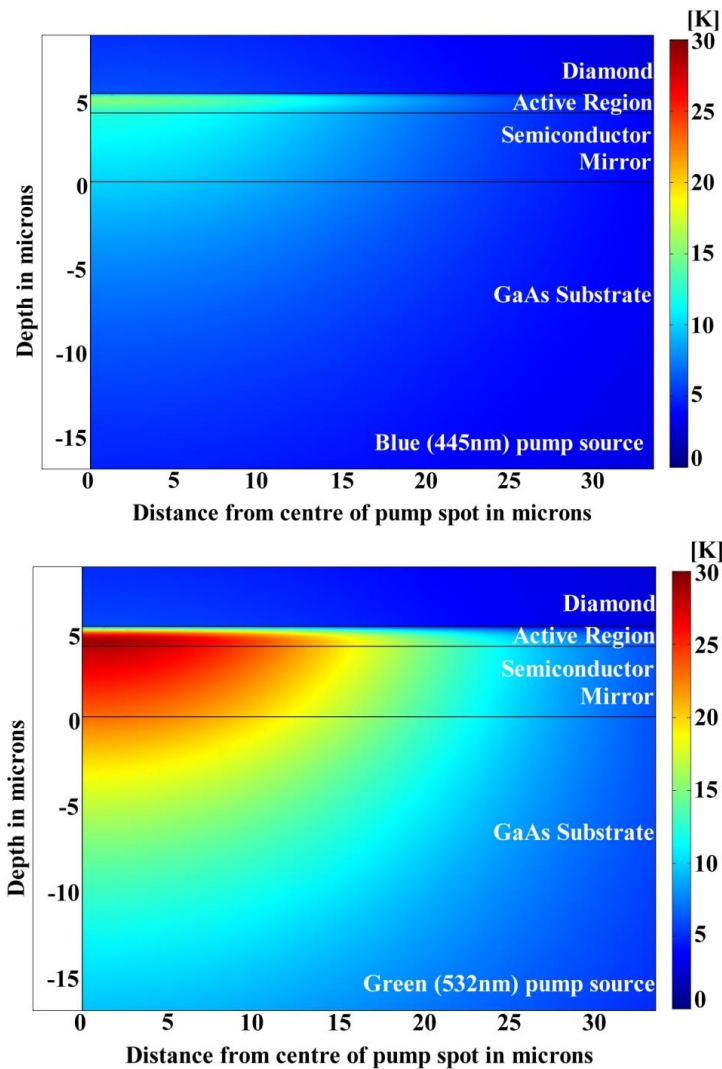 [K]
30
25
20
15
10
5
0
Diamond
Active Region
Semiconductor
Mirror
GaAs Substrate
Blue (445nm) pump source
5
0
-5
-10
-15
Depth in microns
0 5 10 15 20 25 30
Distance from centre of pump spot in microns
[K]
30
25
20
15
10
5
0
Diamond
Active Region
Semiconductor
Mirror
GaAs Substrate
Green (532nm) pump source
5
0
-5
-10
-15
Depth in microns
0 5 10 15 20 25 30
Distance from centre of pump spot in microns